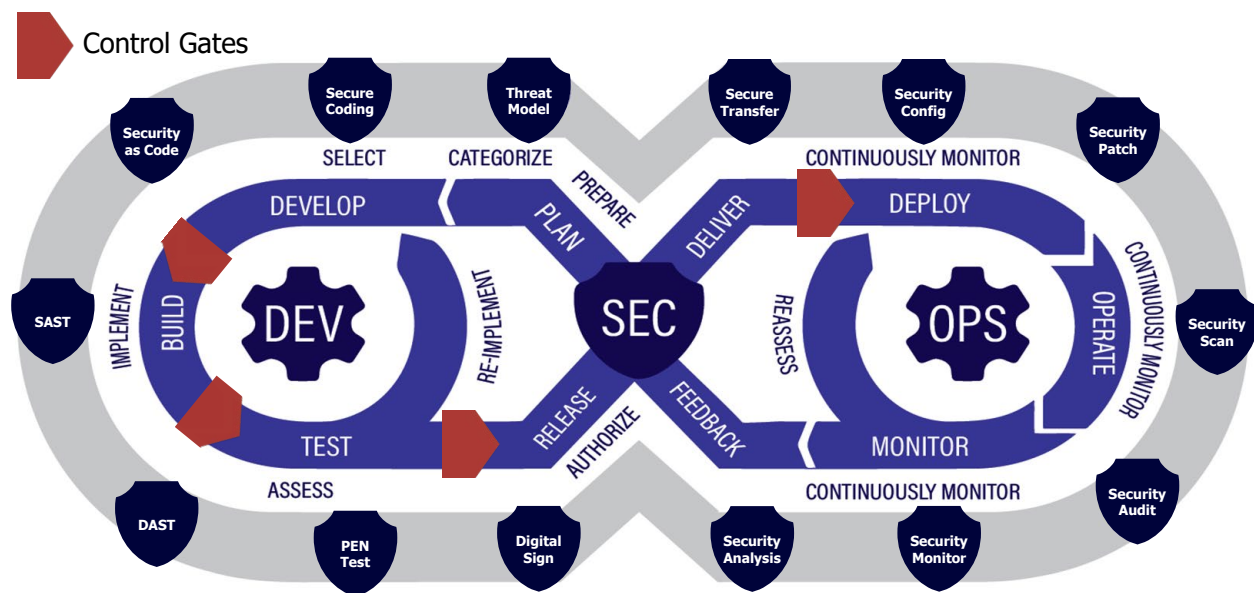 Control Gates
Secure
Coding
Threat
Model
Secure
Transfer
Security
Config
Security
as Code
Security
Patch
SELECT
CATEGORIZE
PREPARE
CONTINUOUSLY MONITOR
DEVELOP
PLAN
DELIVER
DEPLOY
SAST
IMPLEMENT
BUILD
DEV
RE-IMPLEMENT
SEC
REASSESS
OPS
OPERATE
CONTINUOUSLY MONITOR
Security
Scan
TEST
RELEASE
AUTHORIZE
FEEDBACK
MONITOR
ASSESS
CONTINUOUSLY MONITOR
DAST
PEN
Test
Digital
Sign
Security
Analysis
Security
Monitor
Security
Audit